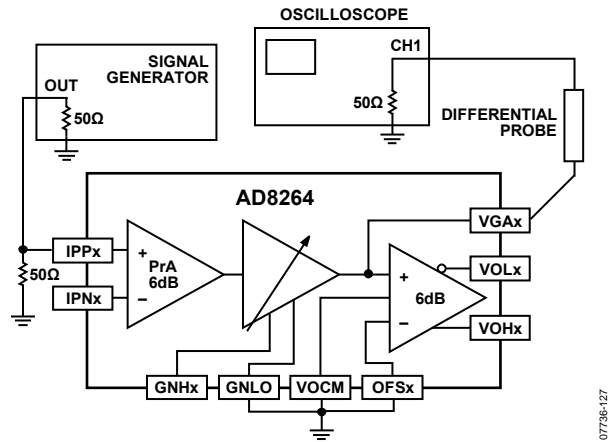 OSCILLOSCOPE
CH1
50Ω
SIGNAL
GENERATOR
OUT
50Ω
DIFFERENTIAL
PROBE
AD8264
IPPx
50Ω
IPNx
+
PrA
6dB
–
+
6dB
–
VGAx
VOLx
VOHx
GNHx
GNLO
VOCM
OFSx
07736-127